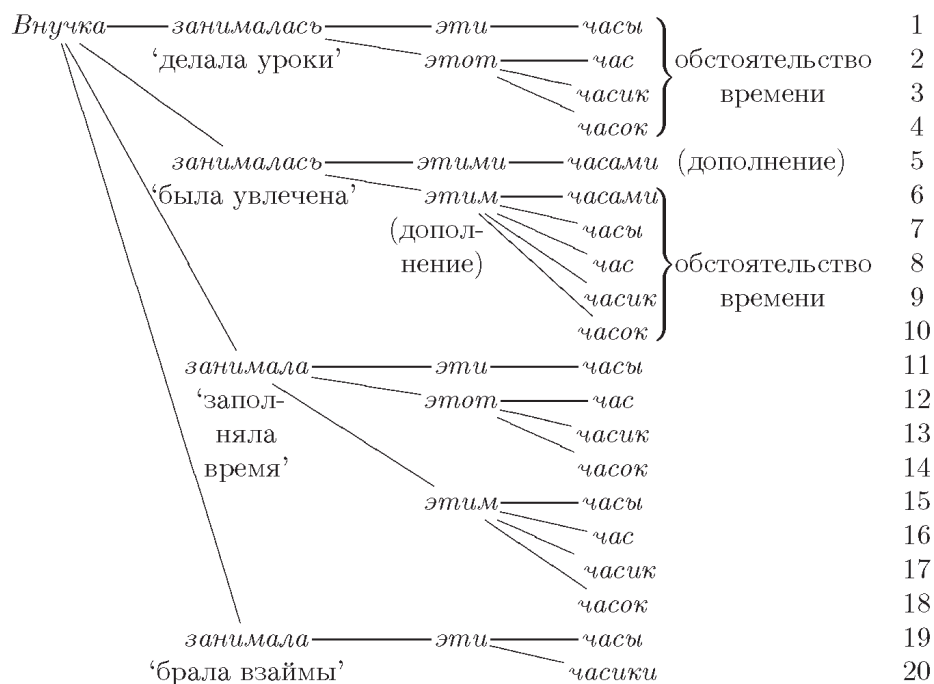 Внучка занималась эти часы 1
‘делала уроки’ этот час обстоятельство 2
часик времени 3
часок 4
занималась этими часами (дополнение) 5
‘была увлечена’ этим часами 6
(допол- часы 7
нение) час обстоятельство 8
часик времени 9
часок 10
занимала эти часы 11
‘запол- этот час 12
няла часик 13
время’ часок 14
этим часы 15
час 16
часик 17
часок 18
занимала эти часы 19
‘брала взаймы’ часики 20